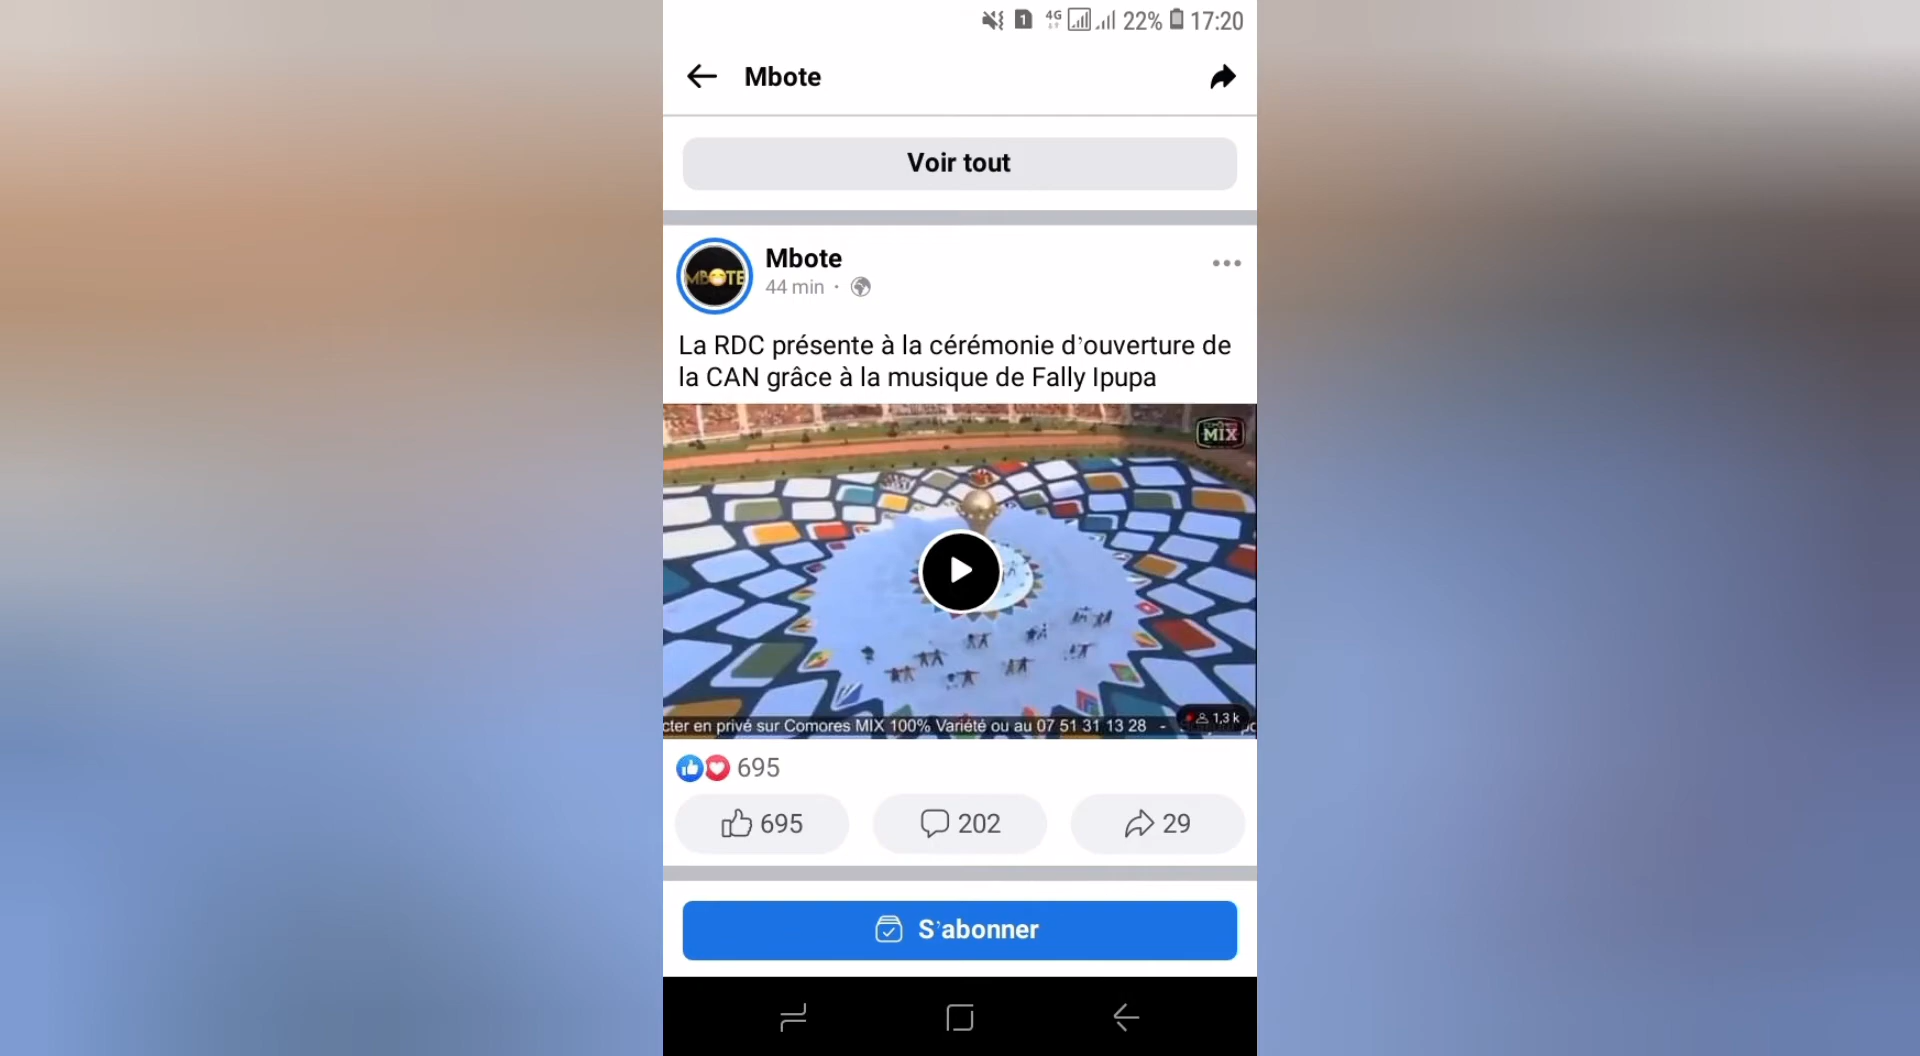 4G 22% 17:20
Mbote
Voir tout
MBOTE
Mbote
44 min ·
La RDC présente à la cérémonie d'ouverture de
la CAN grâce à la musique de Fally Ipupa
MIX
1,3 k
cter en privé sur Comores MIX 100% Variété ou au 07 51 31 13 28 -
695
695 202 29
S'abonner